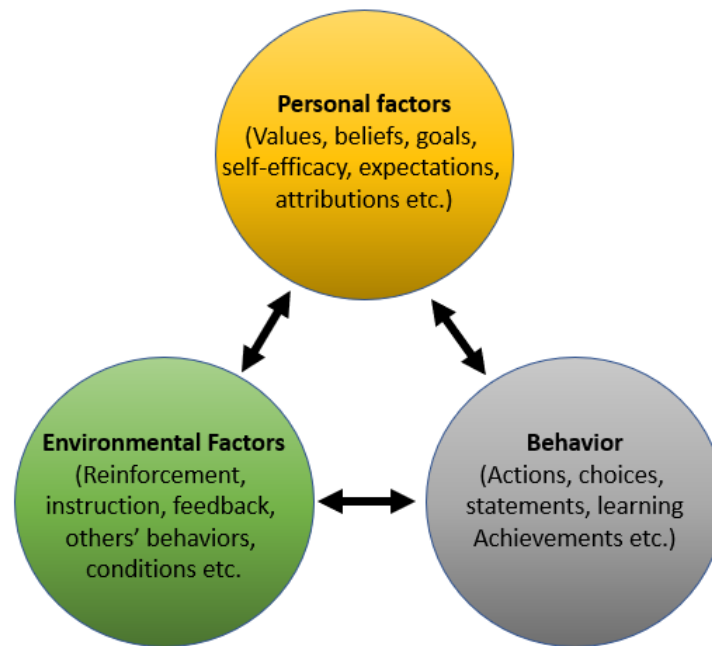 Personal factors
(Values, beliefs, goals,
self-efficacy, expectations,
attributions etc.)
Environmental Factors
(Reinforcement,
instruction, feedback,
others’ behaviors,
conditions etc.
Behavior
(Actions, choices,
statements, learning
Achievements etc.)